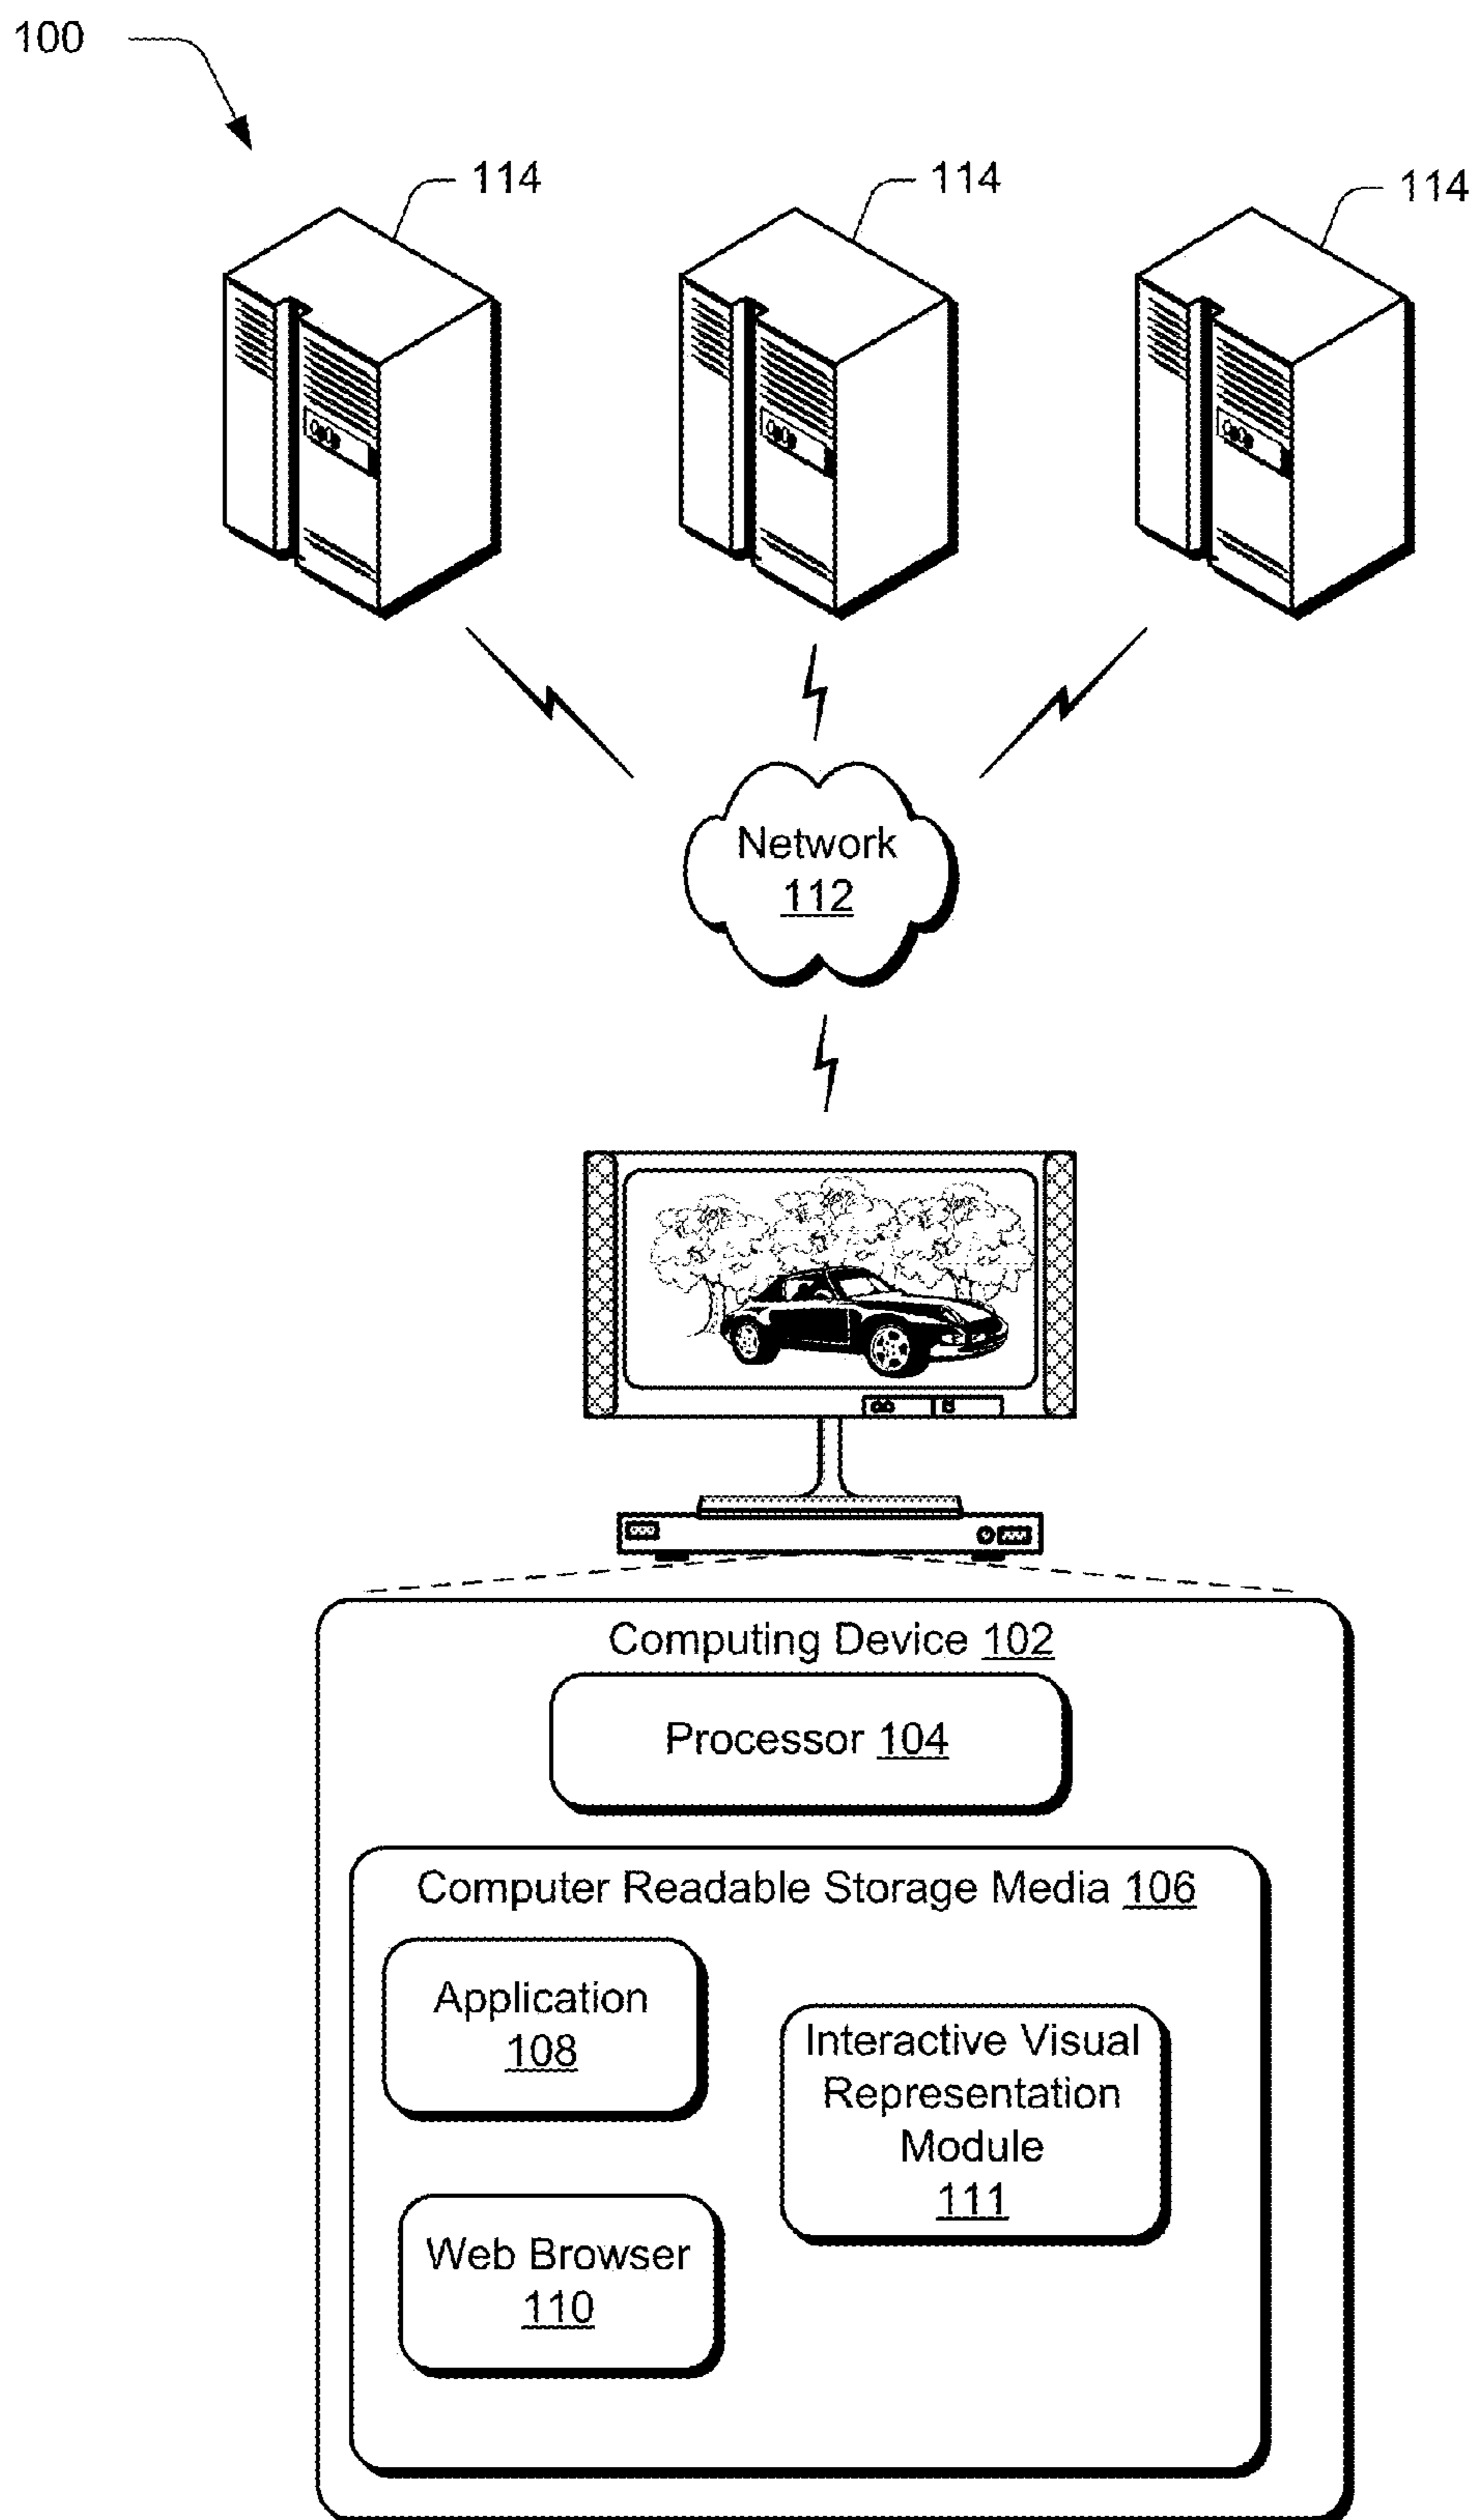 100
114
114
114
Network
112
Computing Device 102
Processor 104
Computer Readable Storage Media 106
Application
108
Interactive Visual
Representation
Module
111
Web Browser
110